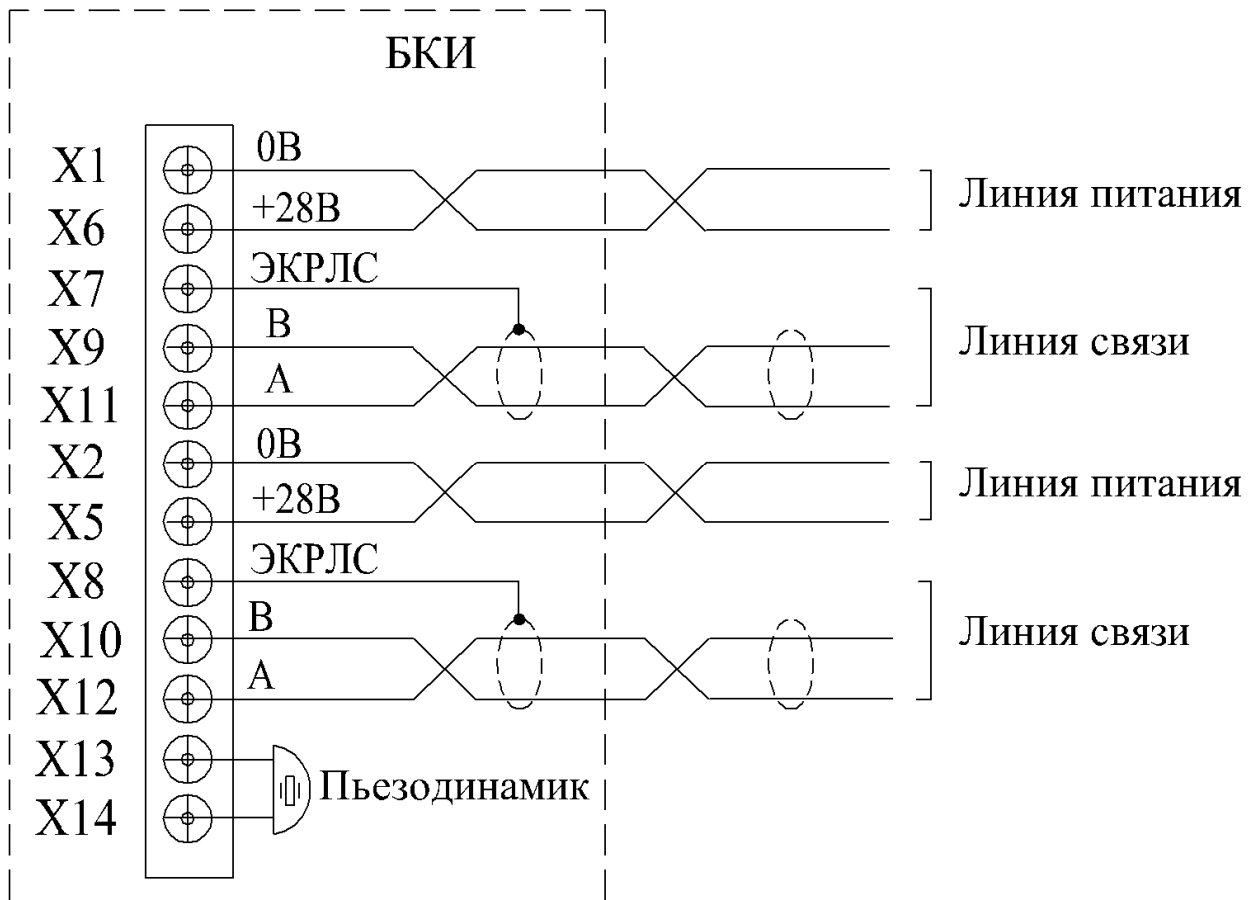 БКИ
X1
0В
+28В
X6
Линия питания
X7
ЭКРЛС
X9
В
Линия связи
X11
А
X2
0В
+28В
X5
Линия питания
X8
ЭКРЛС
X10
В
Линия связи
X12
А
X13
Пьезодинамик
X14